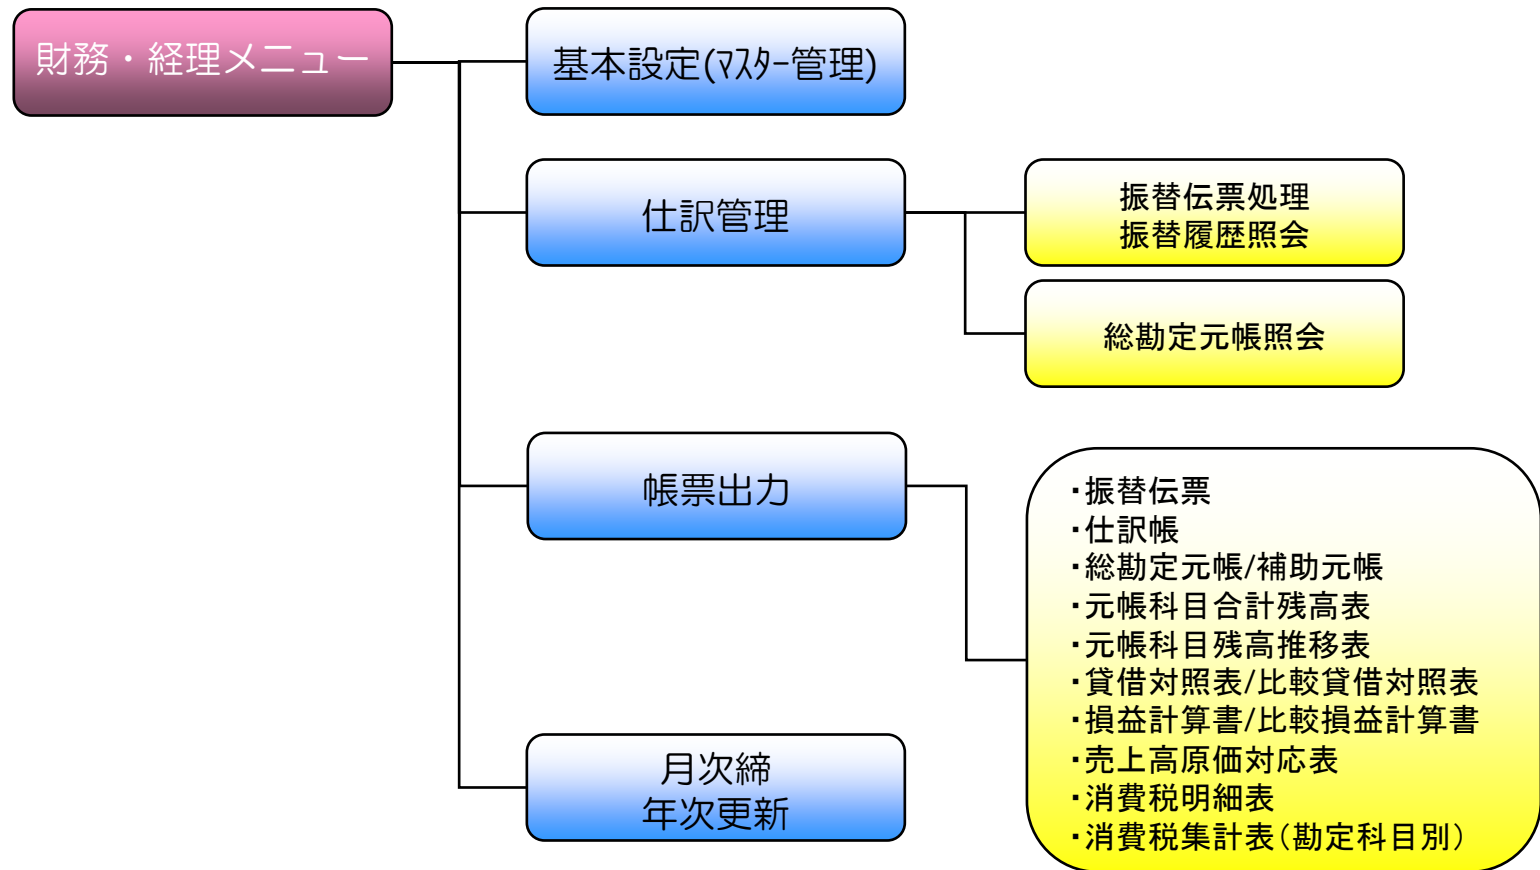 財務・経理メニュー
基本設定(ﾏｽﾀｰ管理)
仕訳管理
振替伝票処理
振替履歴照会
総勘定元帳照会
帳票出力
・振替伝票
・仕訳帳
・総勘定元帳/補助元帳
・元帳科目合計残高表
・元帳科目残高推移表
・貸借対照表/比較貸借対照表
・損益計算書/比較損益計算書
・売上高原価対応表
・消費税明細表
・消費税集計表（勘定科目別）
月次締
年次更新